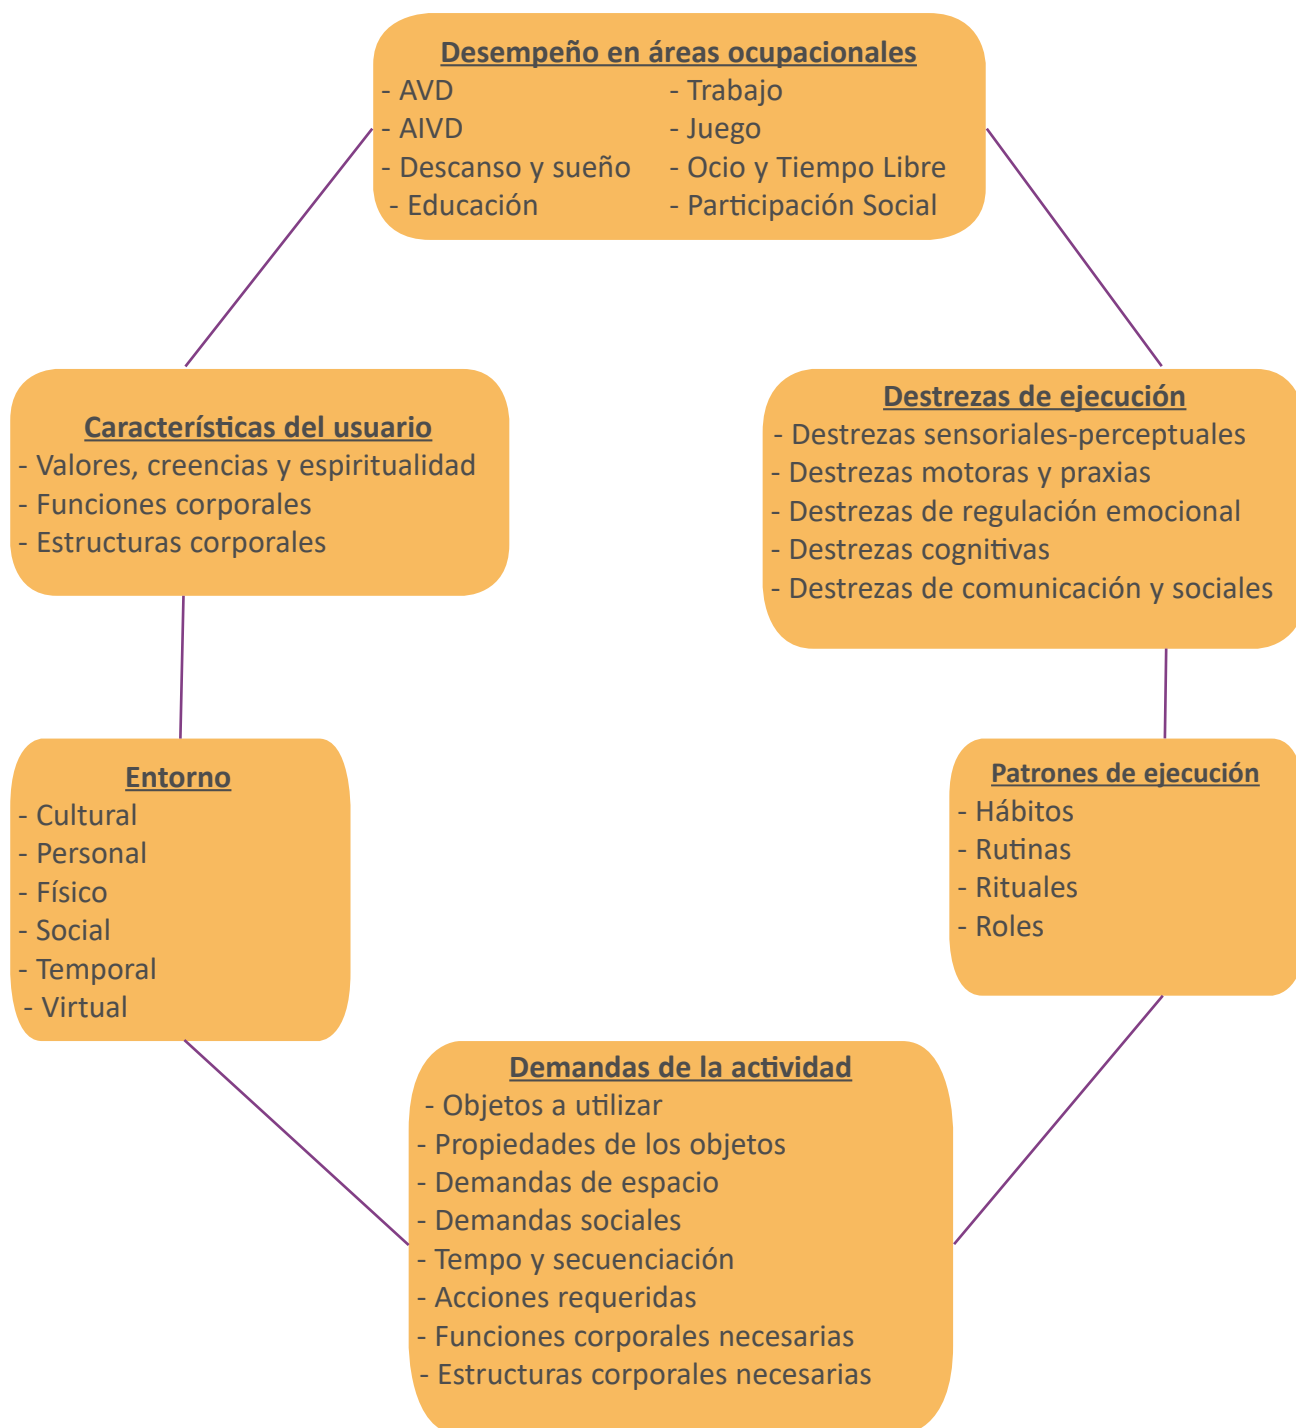 Desempeño en áreas ocupacionales
- AVD
- AIVD
- Descanso y sueño
- Educación
- Trabajo
- Juego
- Ocio y Tiempo Libre
- Participación Social
Característícas del usuario
- Valores, creencias y espiritualidad
- Funciones corporales
- Estructuras corporales
Destrezas de ejecución
- Destrezas sensoriales-perceptuales
- Destrezas motoras y praxias
- Destrezas de regulación emocional
- Destrezas cognitivas
- Destrezas de comunicación y sociales
Entorno
- Cultural
- Personal
- Físico
- Social
- Temporal
- Virtual
Patrones de ejecución
- Hábitos
- Rutinas
- Rituales
- Roles
Demandas de la actividad
- Objetos a utilizar
- Propiedades de los objetos
- Demandas de espacio
- Demandas sociales
- Tempo y secuenciación
- Acciones requeridas
- Funciones corporales necesarias
- Estructuras corporales necesarias